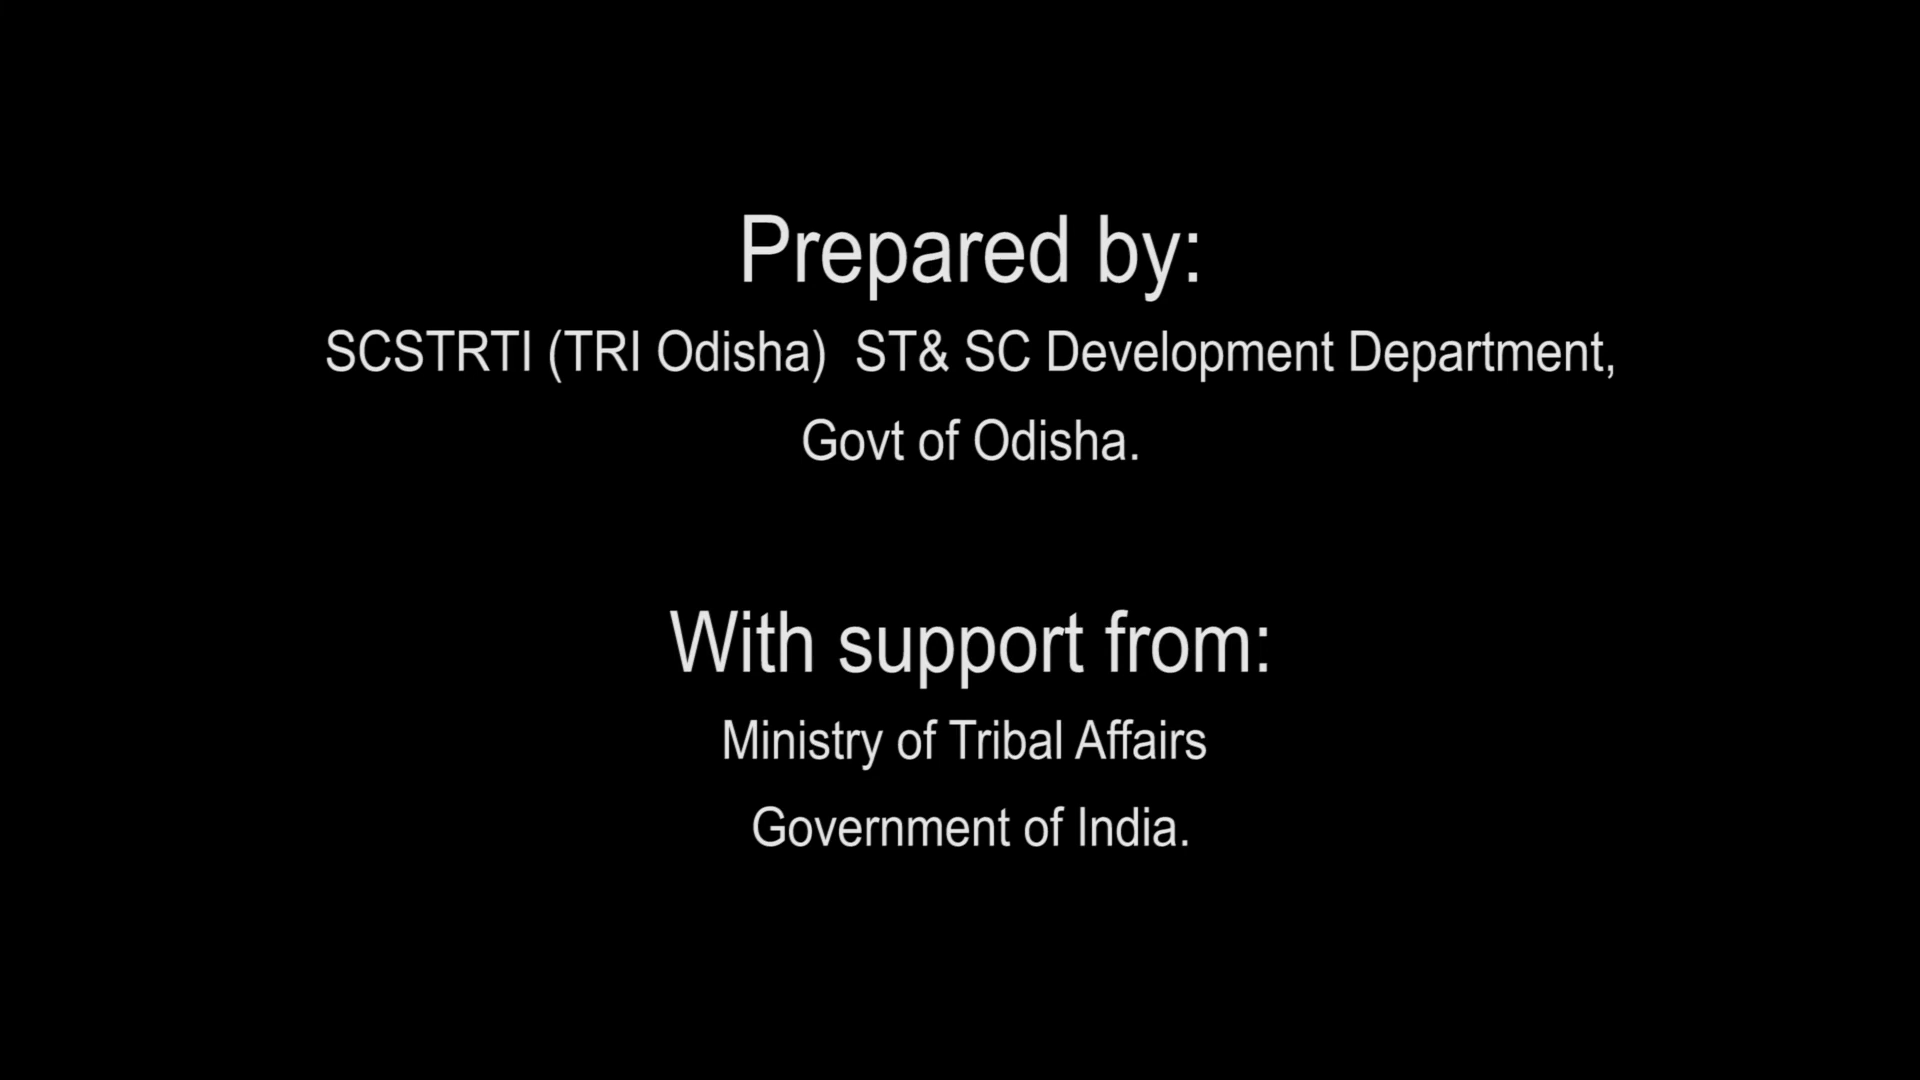 Prepared by:
SCSTRTI (TRI Odisha)  ST& SC Development Department,
Govt of Odisha.
With support from:
Ministry of Tribal Affairs
Government of India.